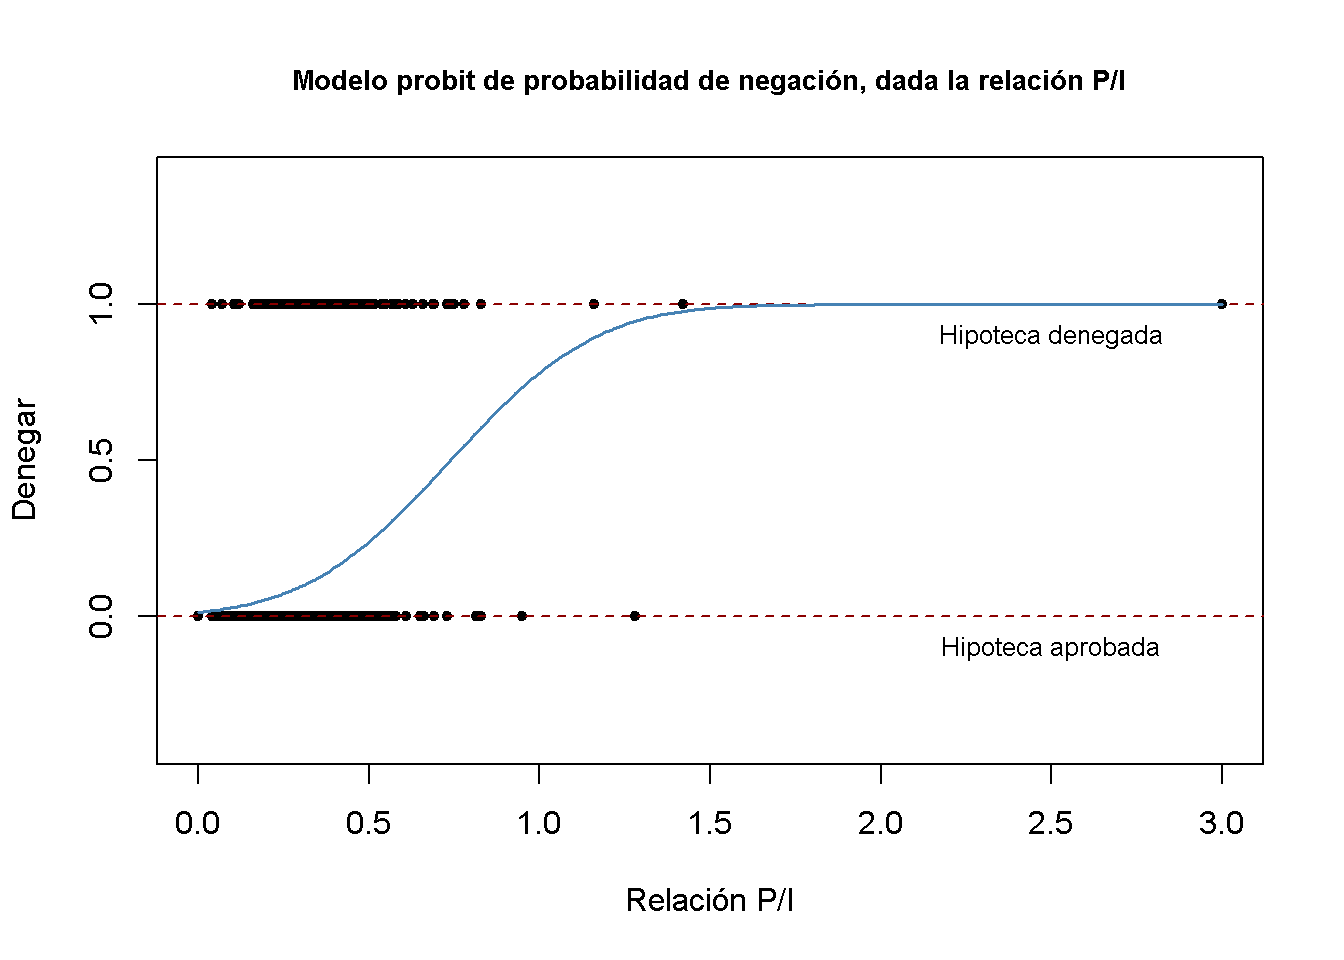 Modelo probit de probabilidad de negación, dada la relación P/I
Denegar
1.0
0.5
0.0
Hipoteca denegada
Hipoteca aprobada
0.0 0.5 1.0 1.5 2.0 2.5 3.0
Relación P/I